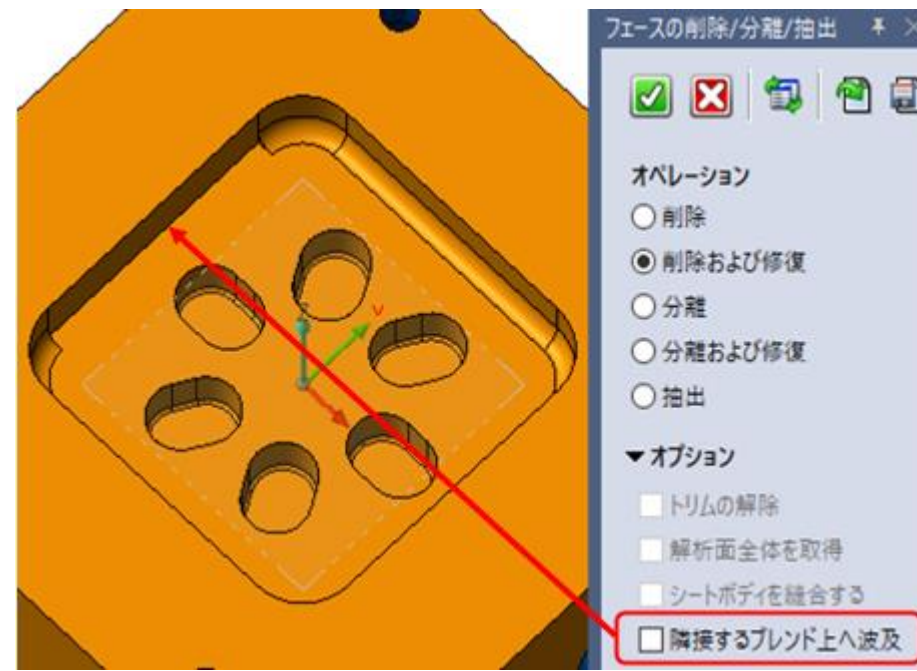 フェースの削除/分離/抽出
オペレーション
削除
削除および修復
分離
分離および修復
抽出
オプション
トリムの解除
解析面全体を取得
シートボディを縫合する
隣接するブレンド上へ波及